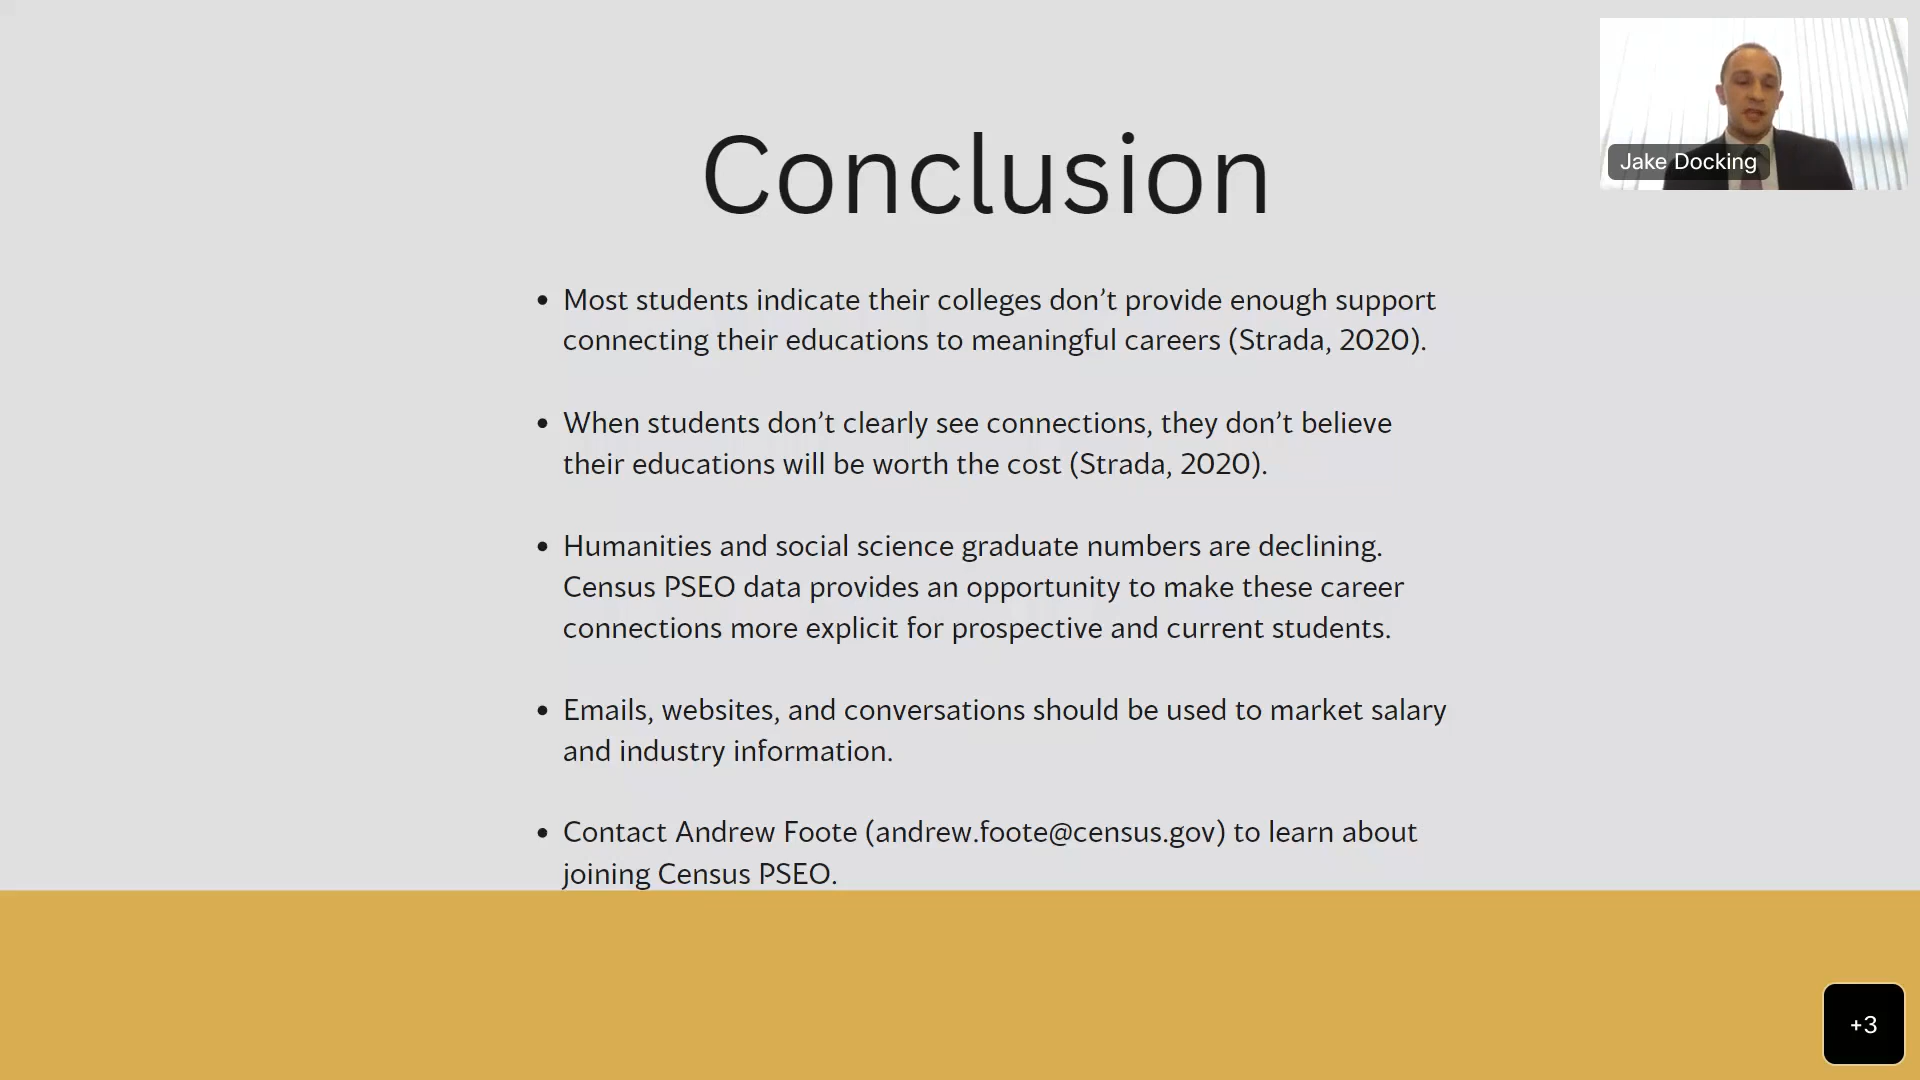 Conclusion
Jake Docking
• Most students indicate their colleges don’t provide enough support
connecting their educations to meaningful careers (Strada, 2020).
• When students don’t clearly see connections, they don’t believe
their educations will be worth the cost (Strada, 2020).
• Humanities and social science graduate numbers are declining.
Census PSEO data provides an opportunity to make these career
connections more explicit for prospective and current students.
• Emails, websites, and conversations should be used to market salary
and industry information.
• Contact Andrew Foote (andrew.foote@census.gov) to learn about
joining Census PSEO.
+3